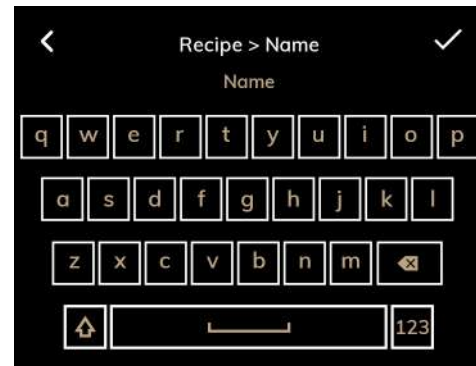 Recipe > Name
Name
q w e r t y u i o p
a s d f g h j k l
z x c v b n m
123